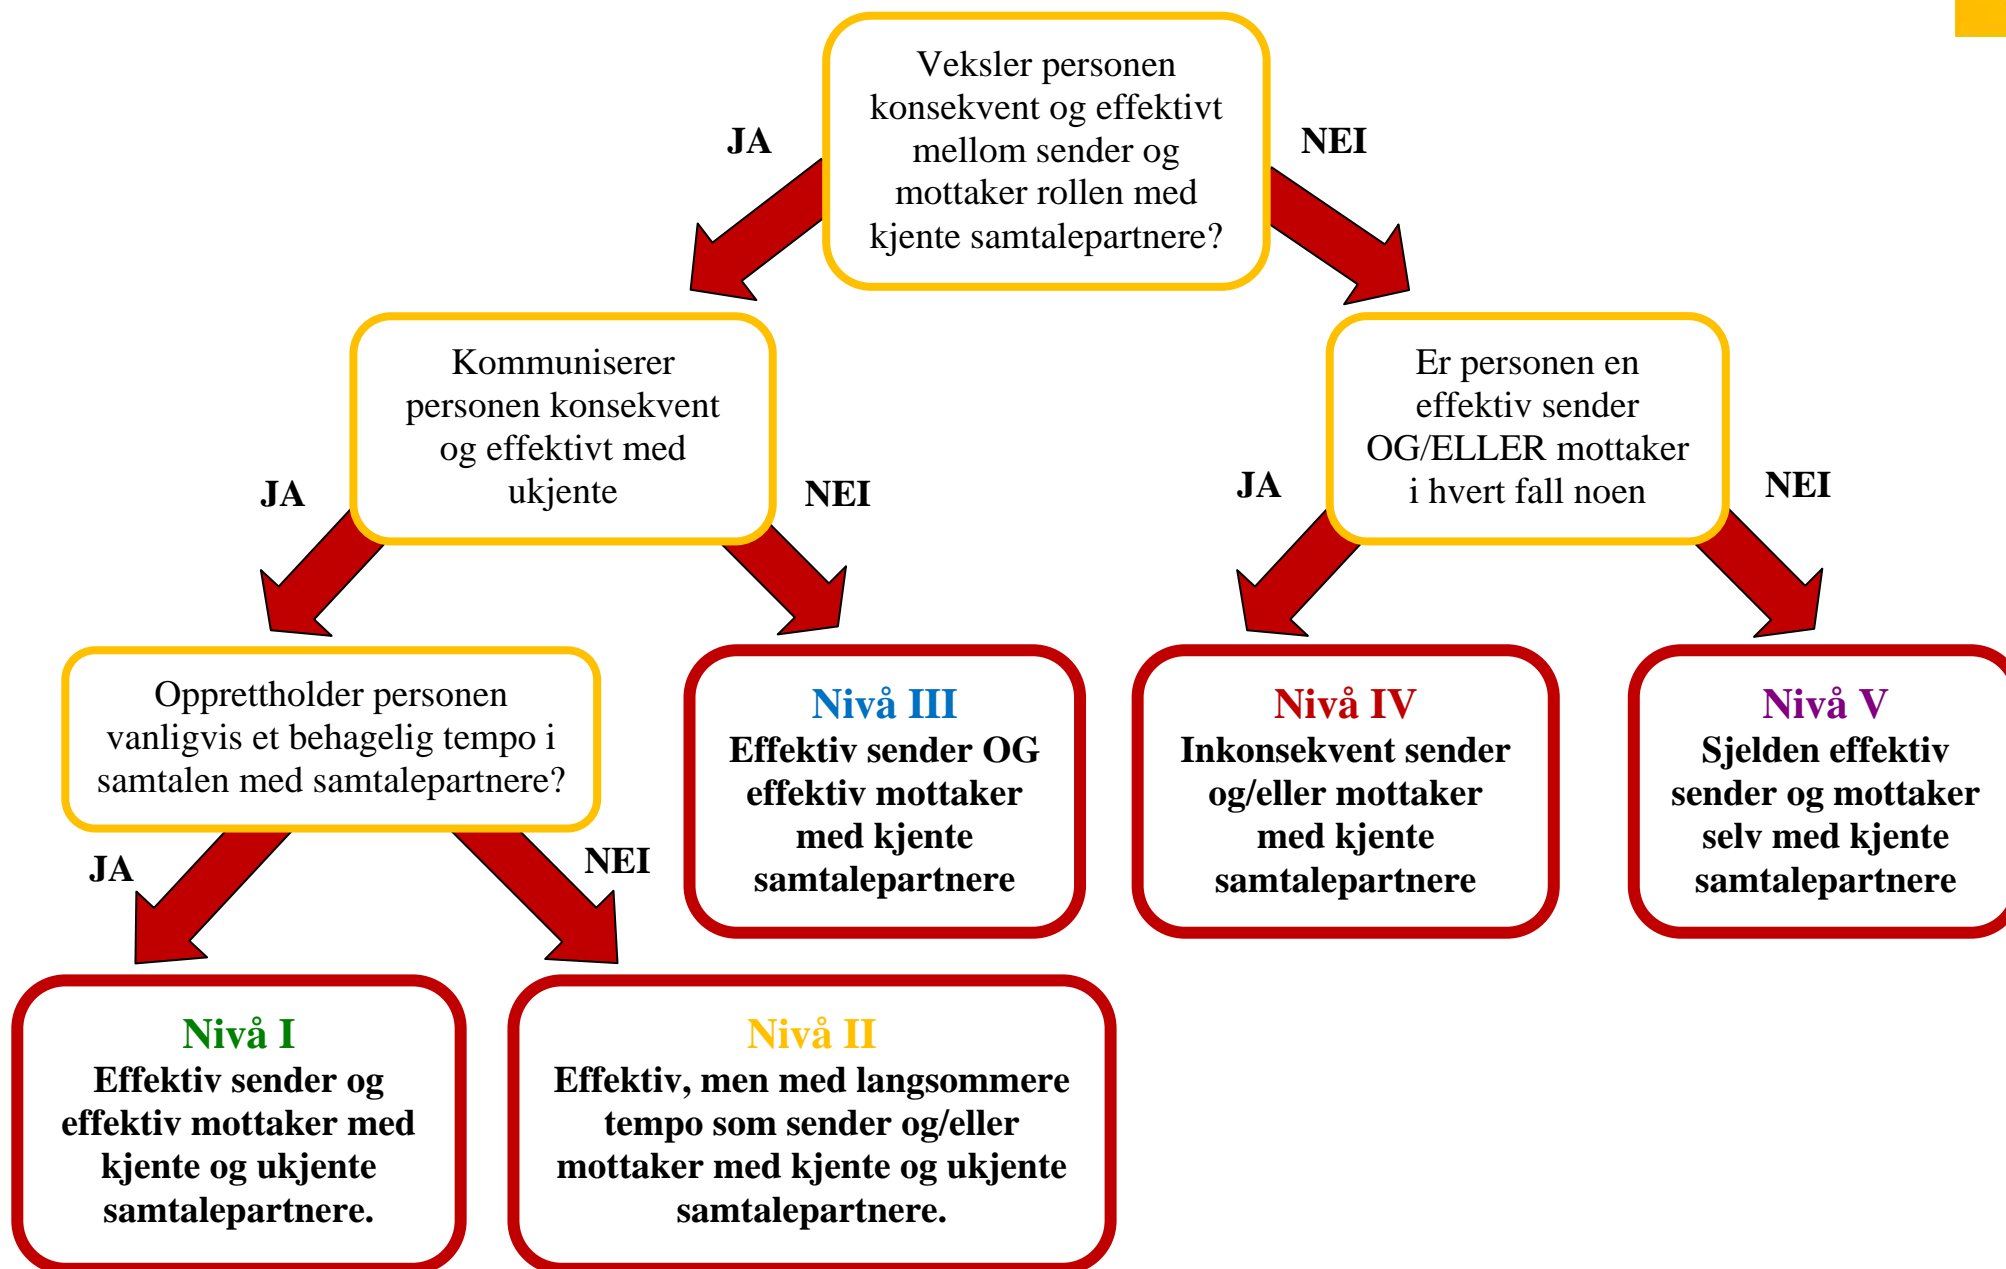 Veksler personen
konsekvent og effektivt
mellom sender og
mottaker rollen med
kjente samtalepartnere?
JA
NEI
Kommuniserer
personen konsekvent
og effektivt med
ukjente
JA
NEI
Er personen en
effektiv sender
OG/ELLER mottaker
i hvert fall noen
JA
NEI
Opprettholder personen
vanligvis et behagelig tempo i
samtalen med samtalepartnere?
JA
NEI
Nivå III
Effektiv sender OG
effektiv mottaker
med kjente
samtalepartnere
Nivå IV
Inkonsekvent sender
og/eller mottaker
med kjente
samtalepartnere
Nivå V
Sjelden effektiv
sender og mottaker
selv med kjente
samtalepartnere
Nivå I
Effektiv sender og
effektiv mottaker med
kjente og ukjente
samtalepartnere.
Nivå II
Effektiv, men med langsommere
tempo som sender og/eller
mottaker med kjente og ukjente
samtalepartnere.